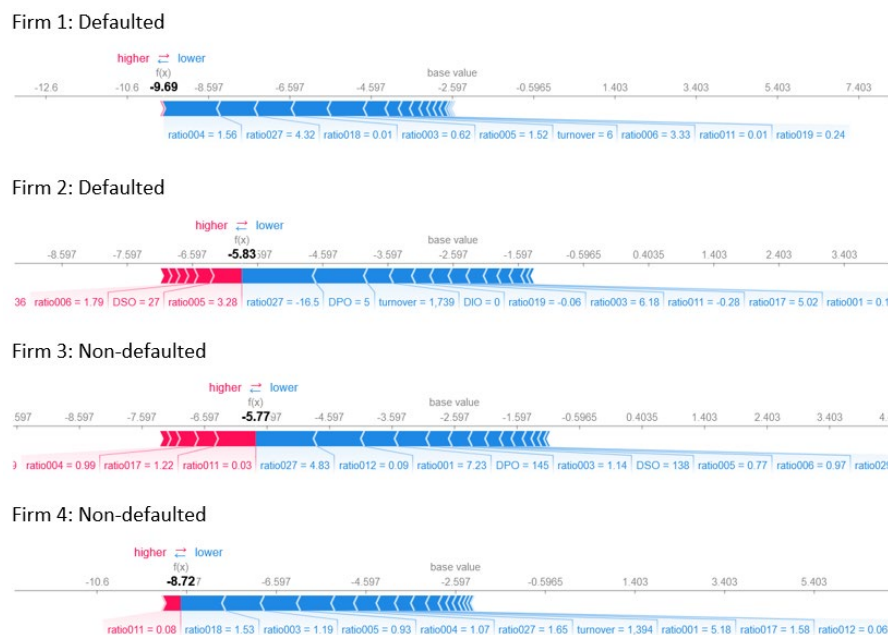 Firm 1: Defaulted
higher ⇄ lower
f(x) base value
-12.6 -10.6 -9.69 -8.597 -6.597 -4.597 -2.597 -0.5965 1.403 3.403 5.403 7.403
ratio004 = 1.56 ratio027 = 4.32 ratio018 = 0.01 ratio003 = 0.62 ratio005 = 1.52 turnover = 6 ratio006 = 3.33 ratio011 = 0.01 ratio019 = 0.24
Firm 2: Defaulted
higher ⇄ lower
f(x) base value
-8.597 -7.597 -6.597 -5.83 597 -4.597 -3.597 -2.597 -1.597 -0.5965 0.4035 1.403 2.403 3.403
36 ratio006 = 1.79 DSO = 27 ratio005 = 3.28 ratio027 = -16.5 DPO = 5 turnover = 1,739 DIO = 0 ratio019 = -0.06 ratio003 = 6.18 ratio011 = -0.28 ratio017 = 5.02 ratio001 = 0.1
Firm 3: Non-defaulted
higher ⇄ lower
f(x) base value
597 -8.597 -7.597 -6.597 -5.77 97 -4.597 -3.597 -2.597 -1.597 -0.5965 0.4035 1.403 2.403 3.403 4.
9 ratio004 = 0.99 ratio017 = 1.22 ratio011 = 0.03 ratio027 = 4.83 ratio012 = 0.09 ratio001 = 7.23 DPO = 145 ratio003 = 1.14 DSO = 138 ratio005 = 0.77 ratio006 = 0.97 ratio029
Firm 4: Non-defaulted
higher ⇄ lower
f(x) base value
-10.6 -8.72 7 -6.597 -4.597 -2.597 -0.5965 1.403 3.403 5.403
ratio011 = 0.08 ratio018 = 1.53 ratio003 = 1.19 ratio005 = 0.93 ratio004 = 1.07 ratio027 = 1.65 turnover = 1,394 ratio001 = 5.18 ratio017 = 1.58 ratio012 = 0.06